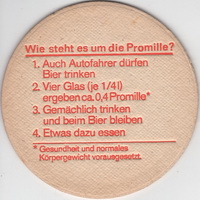 Wie steht es um die Promille?
1. Auch Autofahrer dürfen
Bier trinken
2. Vier Glas (je 1/4l)
ergeben ca. 0,4 Promille*
3. Gemächlich trinken
und beim Bier bleiben
4. Etwas dazu essen
* Gesundheit und normales
Körpergewicht vorausgesetzt.